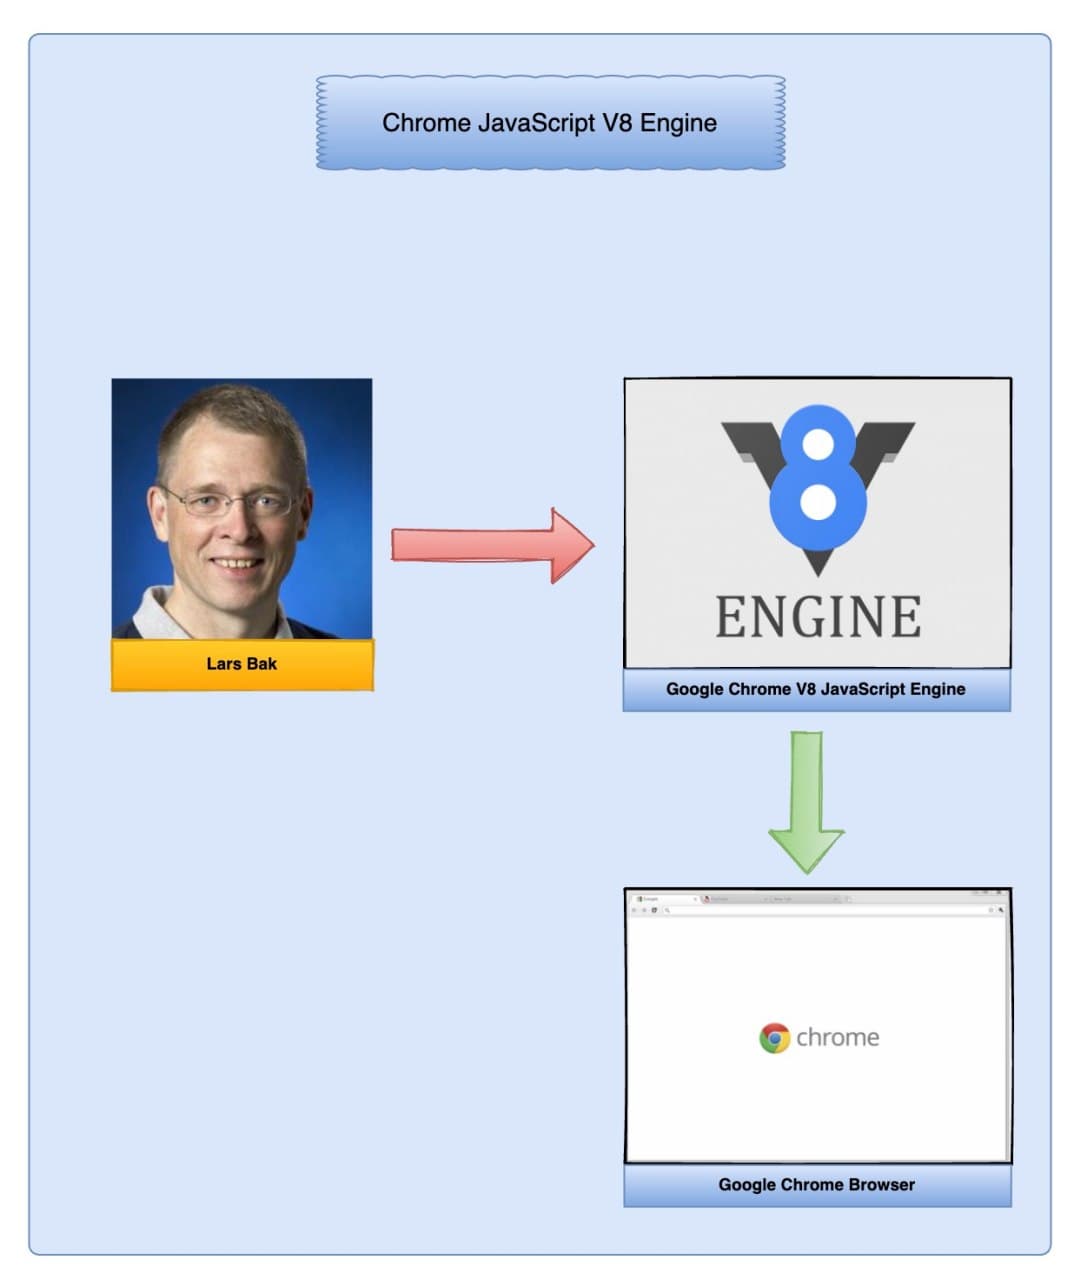 Chrome JavaScript V8 Engine
8
ENGINE
Lars Bak
Google Chrome V8 JavaScript Engine
chrome
Google Chrome Browser